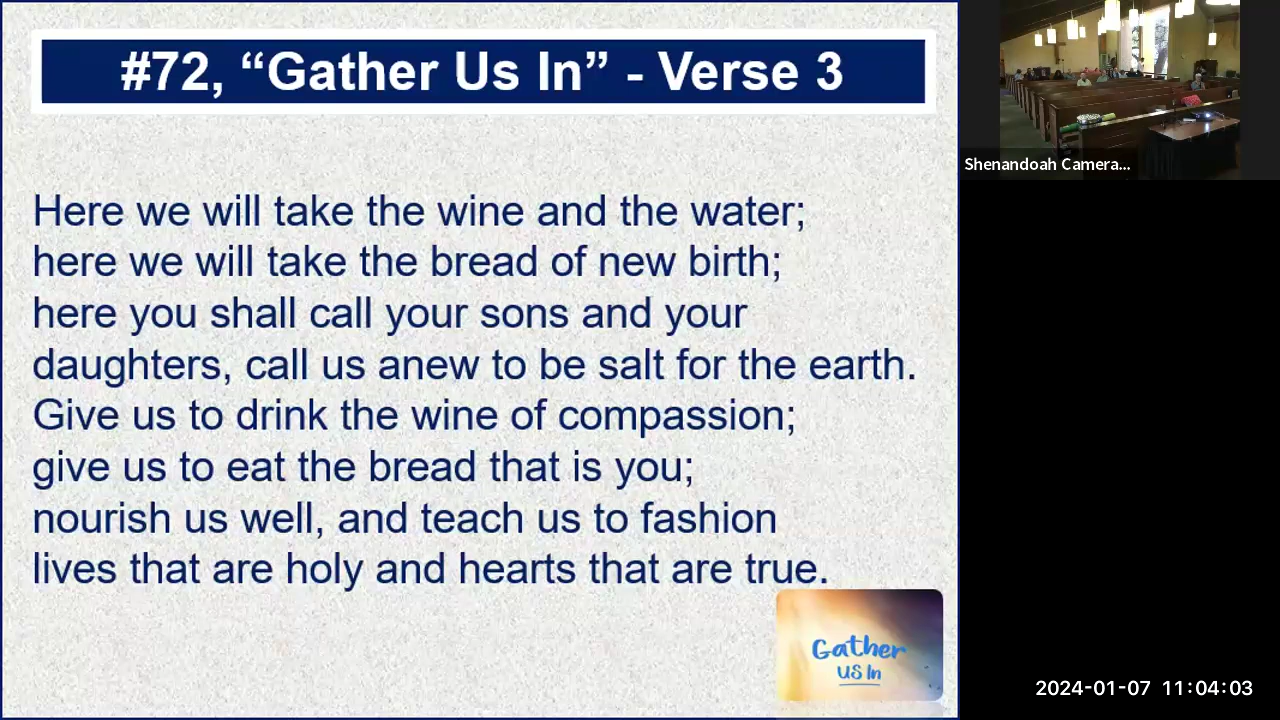 #72, “Gather Us In” - Verse 3
Here we will take the wine and the water;
here we will take the bread of new birth;
here you shall call your sons and your
daughters, call us anew to be salt for the earth.
Give us to drink the wine of compassion;
give us to eat the bread that is you;
nourish us well, and teach us to fashion
lives that are holy and hearts that are true.
Gather
US In
Shenandoah Camera...
2024-01-07 11:04:03